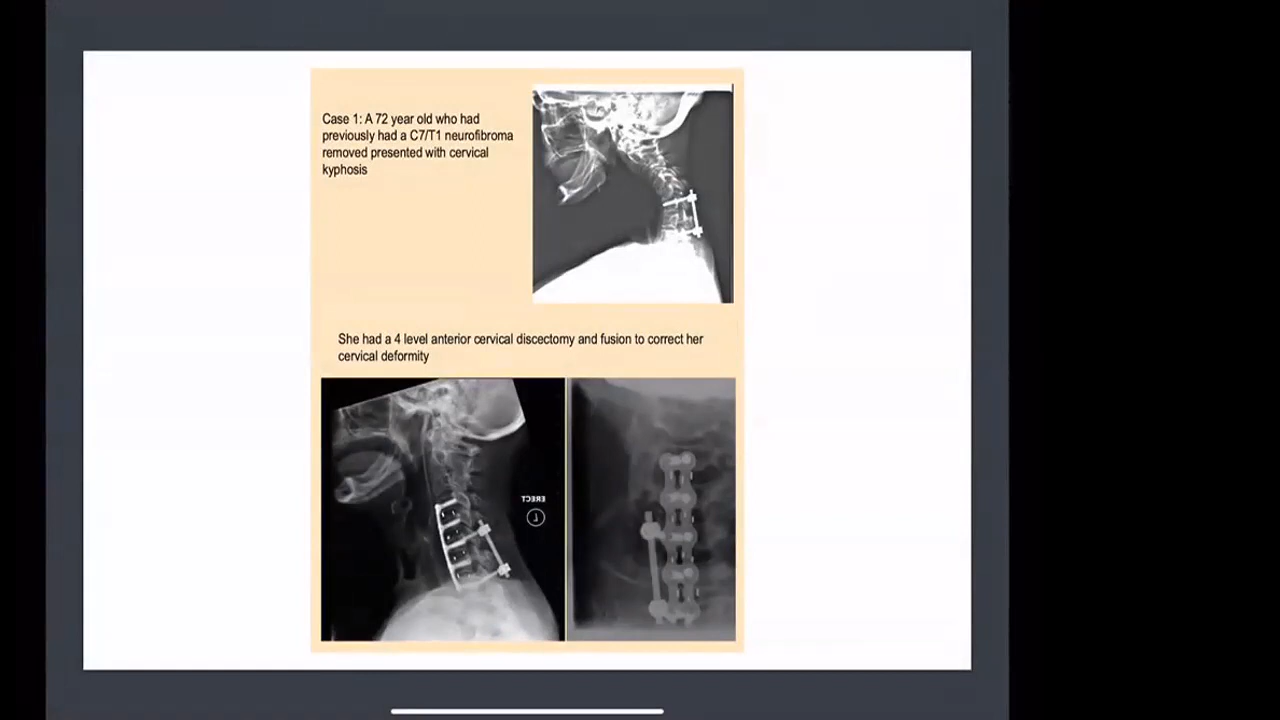 Case 1: A 72 year old who had
previously had a C7/T1 neurofibroma
removed presented with cervical
kyphosis
She had a 4 level anterior cervical discectomy and fusion to correct her
cervical deformity
ERECT
L